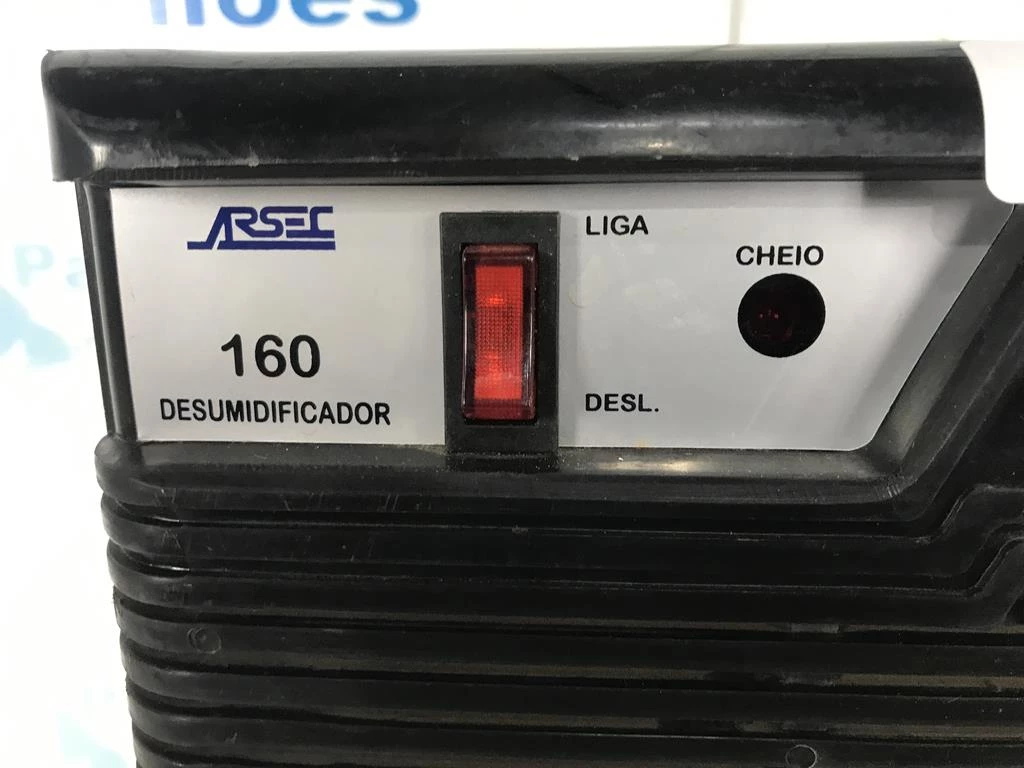 ARSEC
160
DESUMIDIFICADOR
LIGA
DESL.
CHEIO